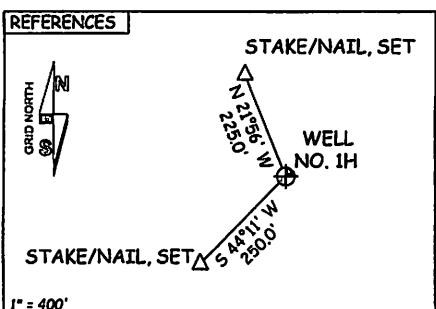 REFERENCES
STAKE/NAIL, SET
GRID NORTH
N
E
S
N 21°56' W
225.0'
WELL
NO. 1H
S 44°11' W
250.0'
STAKE/NAIL, SET
1" = 400'